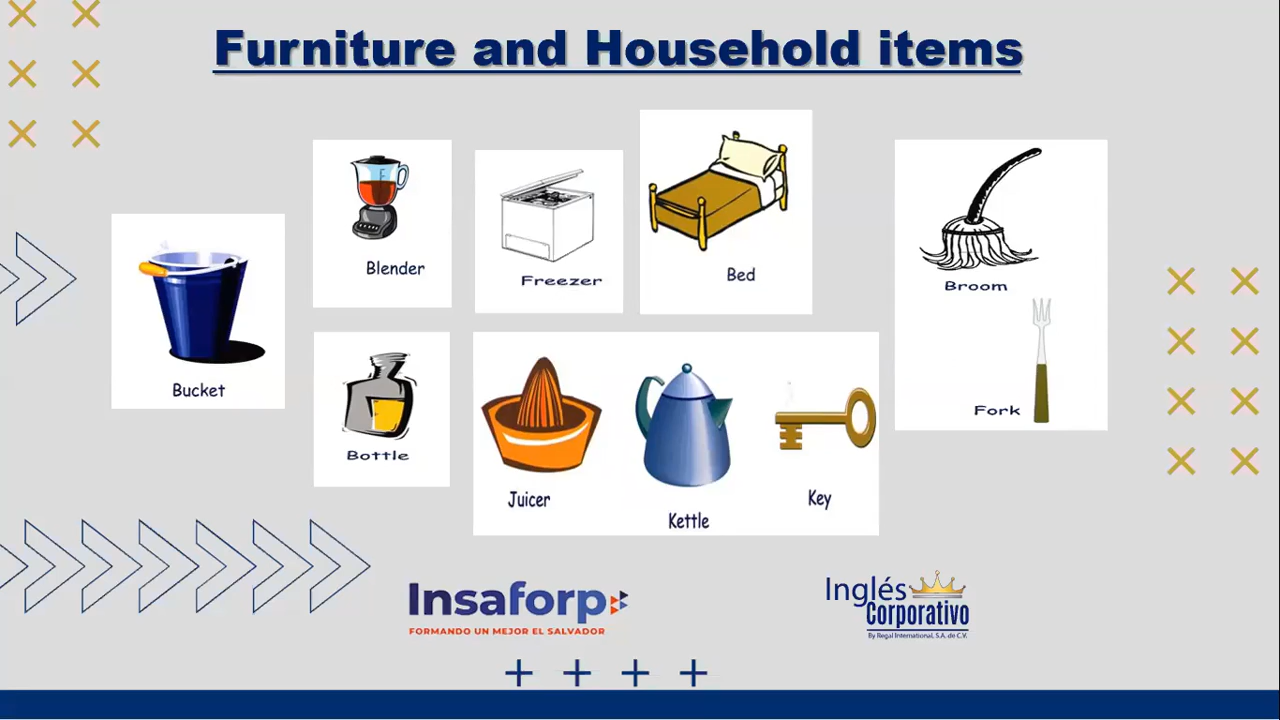 Furniture and Household items
Blender
Freezer
Bed
Broom
Bucket
Fork
Bottle
Juicer
Kettle
Key
Insaforp
FORMANDO UN MEJOR EL SALVADOR
Inglés
Corporativo
By Regal International, S.A. de C.V.